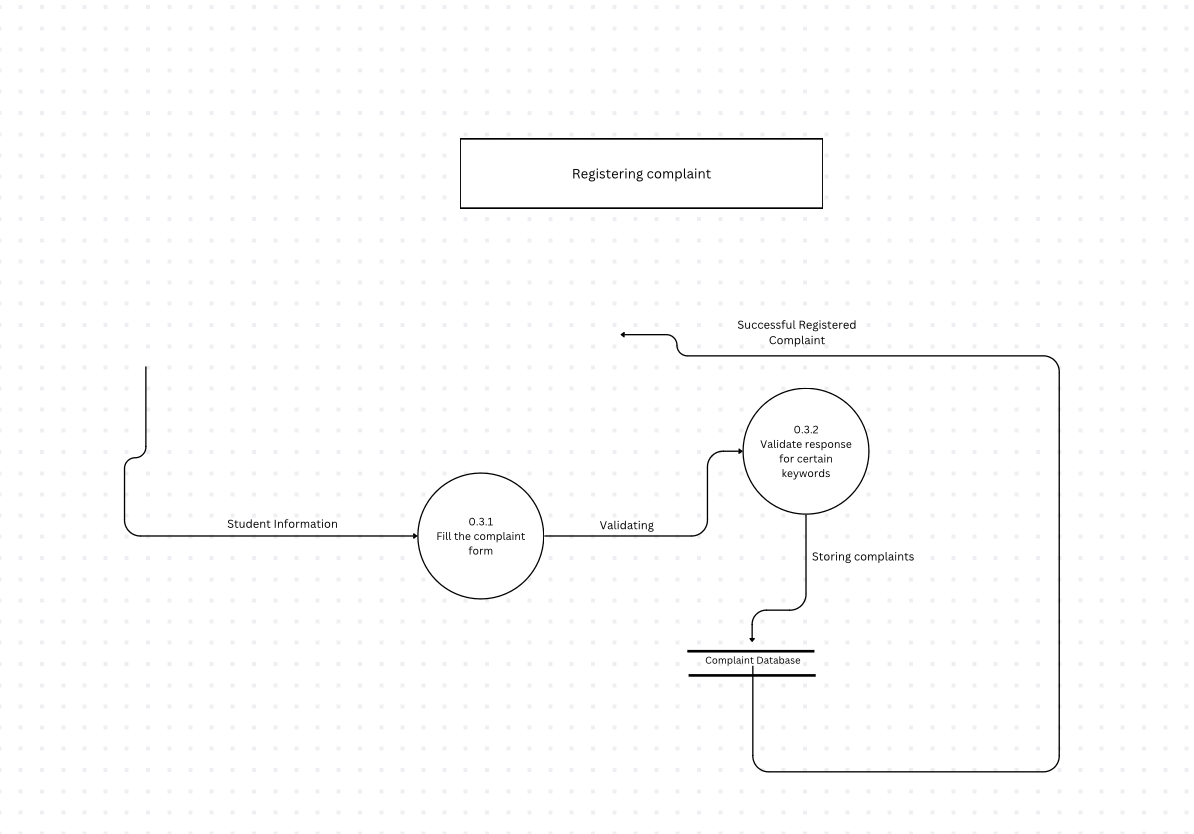 Registering complaint
Successful Registered
Complaint
0.3.2
Validate response
for certain
keywords
0.3.1
Fill the complaint
form
Student Information
Validating
Storing complaints
Complaint Database